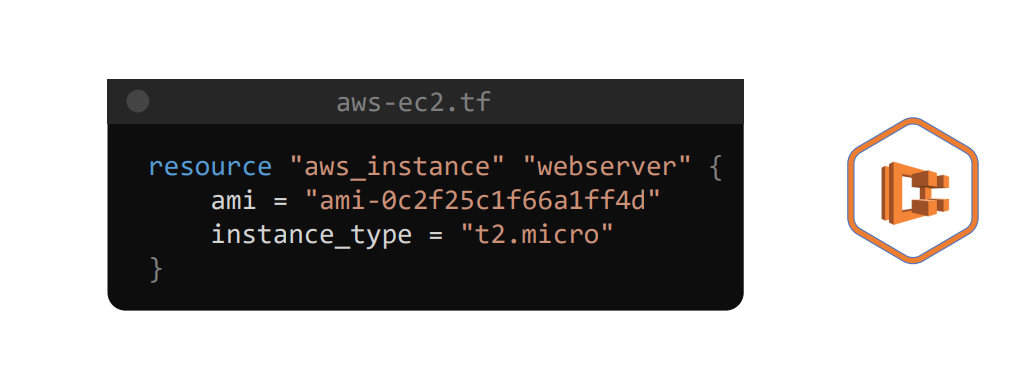 aws-ec2.tf
resource "aws_instance" "webserver" {
    ami = "ami-0c2f25c1f66a1ff4d"
    instance_type = "t2.micro"
}